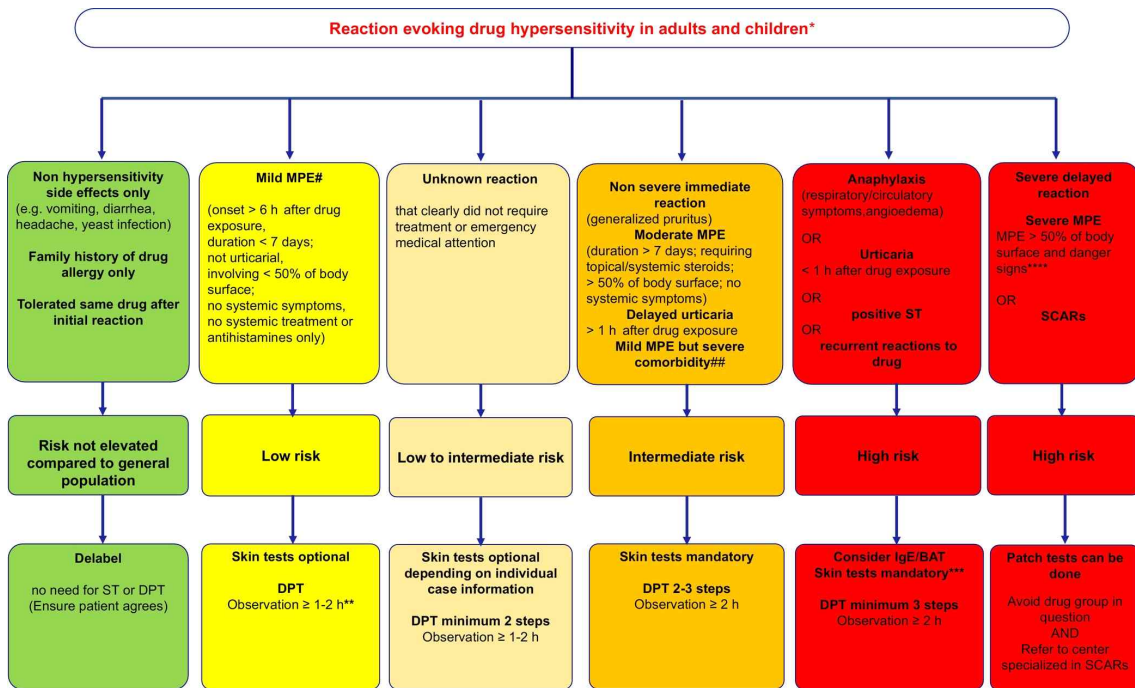 Reaction evoking drug hypersensitivity in adults and children*
Non hypersensitivity
side effects only
(e.g. vomiting, diarrhea,
headache, yeast infection)
Family history of drug
allergy only
Tolerated same drug after
initial reaction
Mild MPE#
(onset > 6 h after drug
exposure,
duration < 7 days;
not urticarial,
involving < 50% of body
surface;
no systemic symptoms,
no systemic treatment or
antihistamines only)
Unknown reaction
that clearly did not require
treatment or emergency
medical attention
Non severe immediate
reaction
(generalized pruritus)
Moderate MPE
(duration > 7 days; requiring
topical/systemic steroids;
> 50% of body surface; no
systemic symptoms)
Delayed urticaria
> 1 h after drug exposure
Mild MPE but severe
comorbidity##
Anaphylaxis
(respiratory/circulatory
symptoms,angioedema)
OR
Urticaria
< 1 h after drug exposure
OR
positive ST
OR
recurrent reactions to
drug
Severe delayed
reaction
Severe MPE
MPE > 50% of body
surface and danger
signs****
OR
SCARs
Risk not elevated
compared to general
population
Low risk
Low to intermediate risk
Intermediate risk
High risk
High risk
Delabel
no need for ST or DPT
(Ensure patient agrees)
Skin tests optional
DPT
Observation ≥ 1-2 h**
Skin tests optional
depending on individual
case information
DPT minimum 2 steps
Observation ≥ 1-2 h
Skin tests mandatory
DPT 2-3 steps
Observation ≥ 2 h
Consider IgE/BAT
Skin tests mandatory***
DPT minimum 3 steps
Observation ≥ 2 h
Patch tests can be
done
Avoid drug group in
question
AND
Refer to center
specialized in SCARs